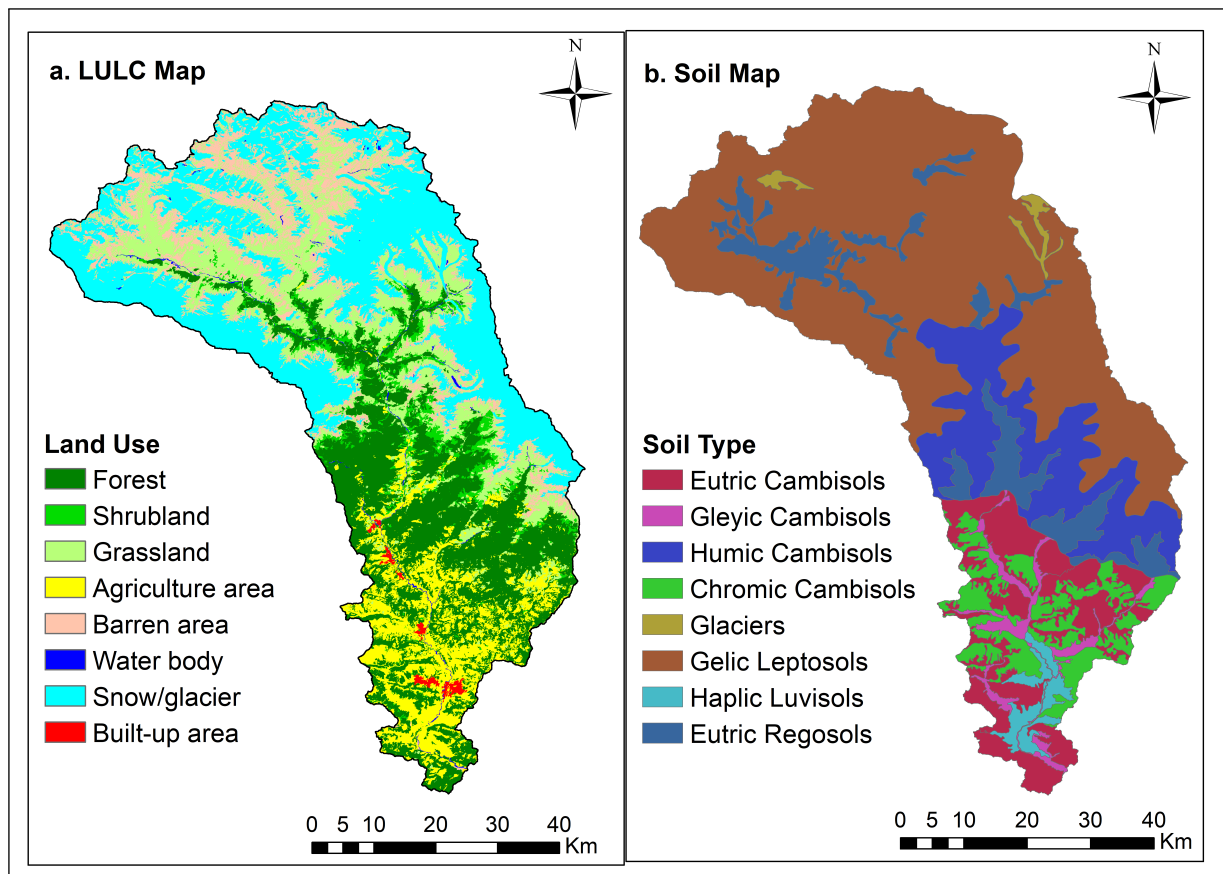 a. LULC Map
N
Land Use
Forest
Shrubland
Grassland
Agriculture area
Barren area
Water body
Snow/glacier
Built-up area
0 5 10 20 30 40
Km
b. Soil Map
N
Soil Type
Eutric Cambisols
Gleyic Cambisols
Humic Cambisols
Chromic Cambisols
Glaciers
Gelic Leptosols
Haplic Luvisols
Eutric Regosols
0 5 10 20 30 40
Km